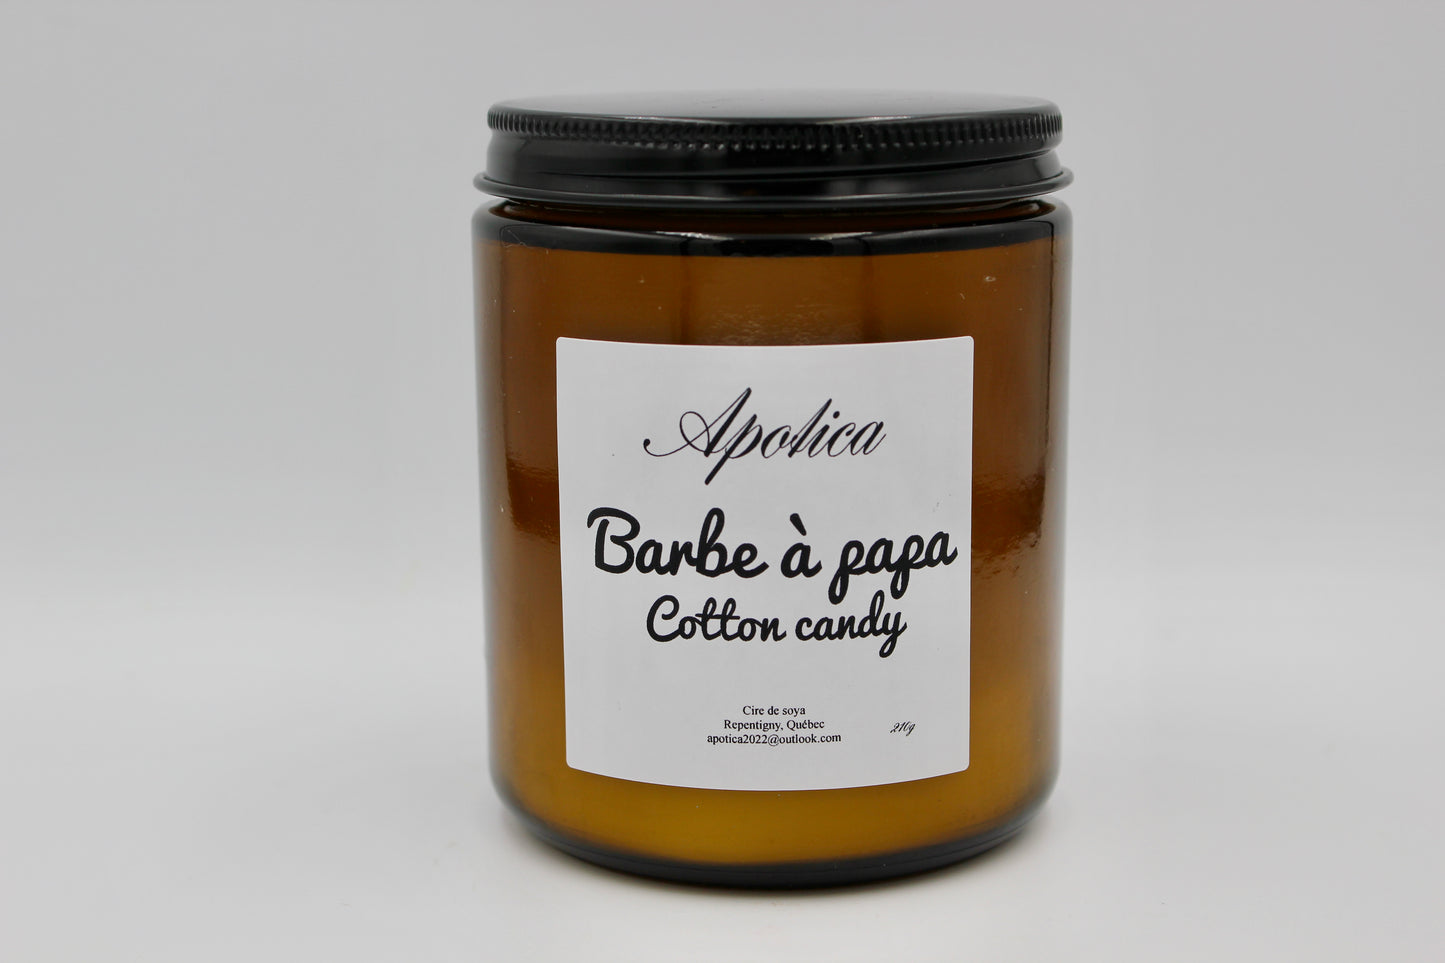 Apotica
Barbe à papa
Cotton candy
Cire de soya
Repentigny, Québec
apotica2022@outlook.com
210g